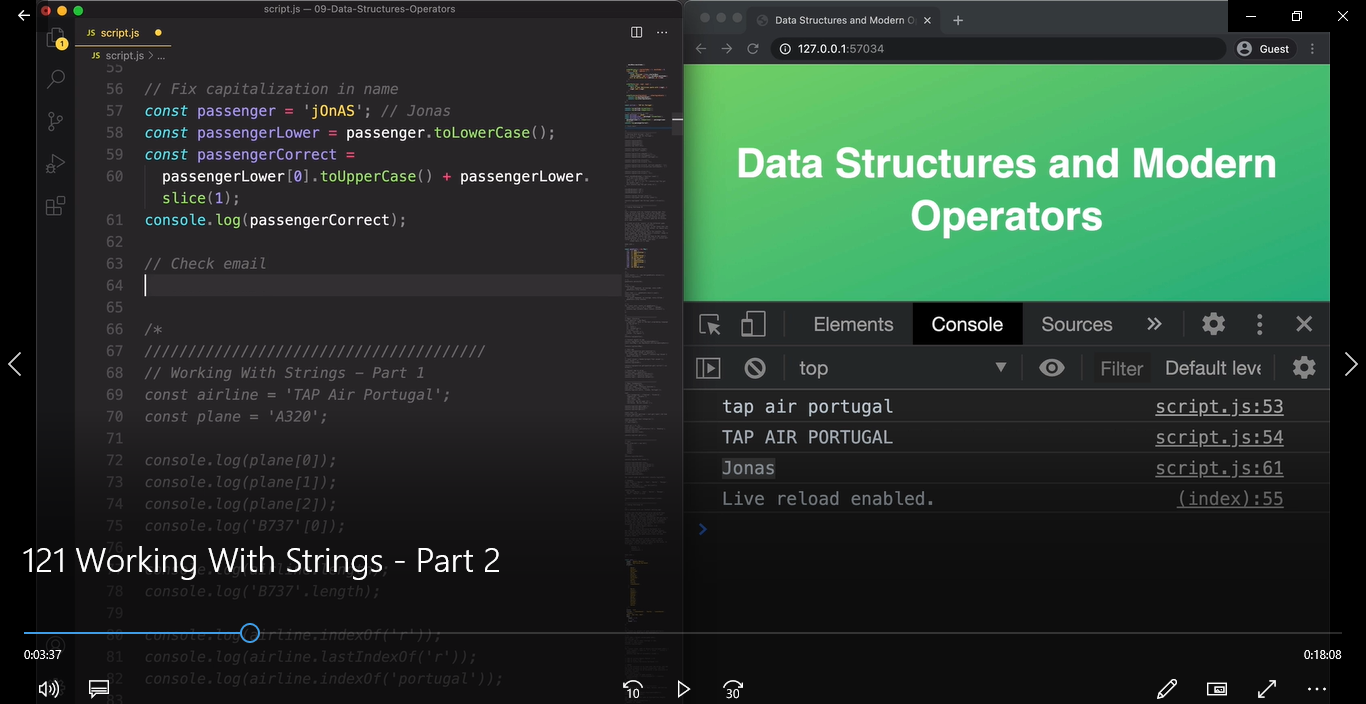 script.js — 09-Data-Structures-Operators
JS script.js
1
JS script.js > ...
55
56 // Fix capitalization in name
57 const passenger = 'jOnAS'; // Jonas
58 const passengerLower = passenger.toLowerCase();
59 const passengerCorrect =
60 passengerLower[0].toUpperCase() + passengerLower.
slice(1);
61 console.log(passengerCorrect);
62
63 // Check email
64
65
66 /*
67 ///////////////////////////////////////
68 // Working With Strings – Part 1
69 const airline = 'TAP Air Portugal';
70 const plane = 'A320';
71
72 console.log(plane[0]);
73 console.log(plane[1]);
74 console.log(plane[2]);
75 console.log('B737'[0]);
76
78 console.log('B737'.length);
79
80 console.log(airline.indexOf('r'));
81 console.log(airline.lastIndexOf('r'));
82 console.log(airline.indexOf('portugal'));
83
Data Structures and Modern O
127.0.0.1:57034
Guest
Data Structures and Modern
Operators
Elements Console Sources
top Filter Default leve
tap air portugal script.js:53
TAP AIR PORTUGAL script.js:54
Jonas script.js:61
Live reload enabled. (index):55
121 Working With Strings - Part 2
0:03:37 0:18:08
10 30